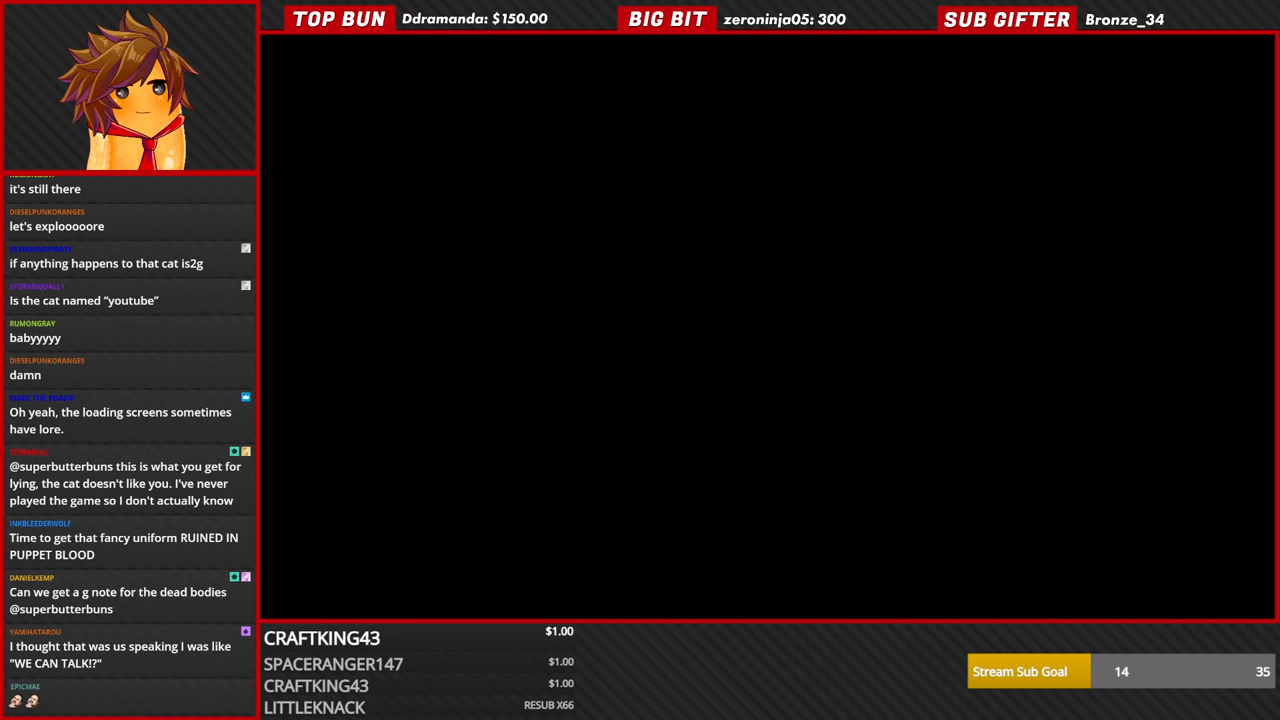 TOP BUN
Ddramanda: $150.00
BIG BIT
zeroninja05: 300
SUB GIFTER
Bronze_34
it's still there
DIESELPUNKORANGES
let's explooooore
SKYBOUNDPIRATE
if anything happens to that cat is2g
STORMSQUALL1
Is the cat named “youtube”
RUMONGRAY
babyyyyy
DIESELPUNKORANGES
damn
Oh yeah, the loading screens sometimes
have lore.
@superbutterbuns this is what you get for
lying, the cat doesn't like you. I've never
played the game so I don't actually know
INKBLEEDERWOLF
Time to get that fancy uniform RUINED IN
PUPPET BLOOD
DANIELKEMP
Can we get a g note for the dead bodies
@superbutterbuns
YAMIHATAROU
I thought that was us speaking I was like
"WE CAN TALK!?"
EPICMAE
CRAFTKING43 $1.00
SPACERANGER147 $1.00
CRAFTKING43 $1.00
LITTLEKNACK RESUB X66
Stream Sub Goal 14 35